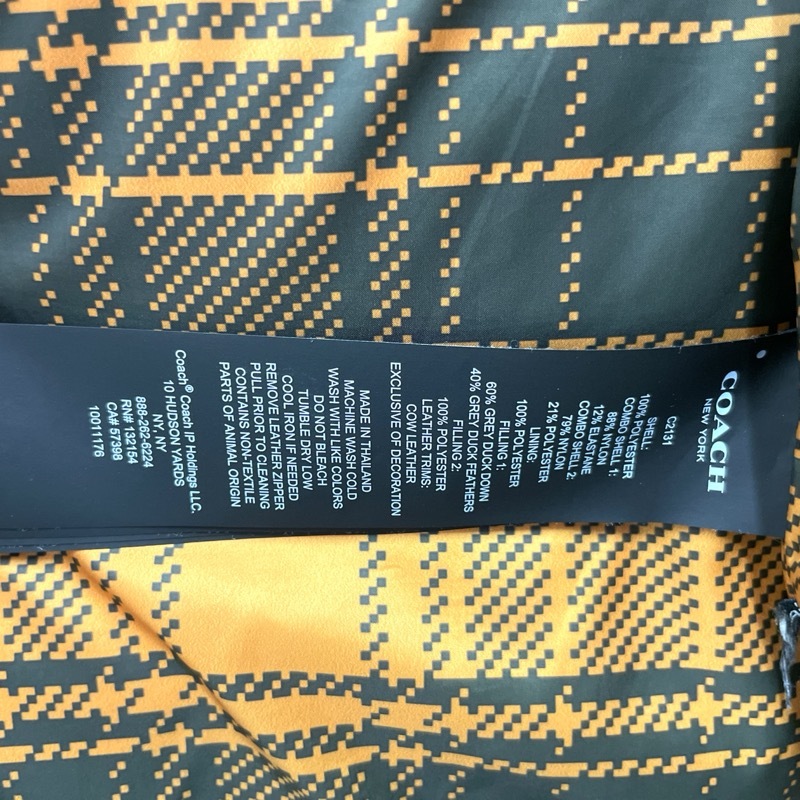 COACH
NEW YORK
C2131
SHELL:
100% POLYESTER
COMBO SHELL 1:
88% NYLON
12% ELASTANE
COMBO SHELL 2:
79% NYLON
21% POLYESTER
LINING:
100% POLYESTER
FILLING 1:
60% GREY DUCK DOWN
40% GREY DUCK FEATHERS
FILLING 2:
100% POLYESTER
LEATHER TRIMS:
COW LEATHER
EXCLUSIVE OF DECORATION
MADE IN THAILAND
MACHINE WASH COLD
WASH WITH LIKE COLORS
DO NOT BLEACH
TUMBLE DRY LOW
COOL IRON IF NEEDED
REMOVE LEATHER ZIPPER
PULL PRIOR TO CLEANING
CONTAINS NON-TEXTILE
PARTS OF ANIMAL ORIGIN
Coach® Coach IP Holdings LLC.
10 HUDSON YARDS
NY, NY
888-262-6224
RN# 132154
CA# 57398
10011176